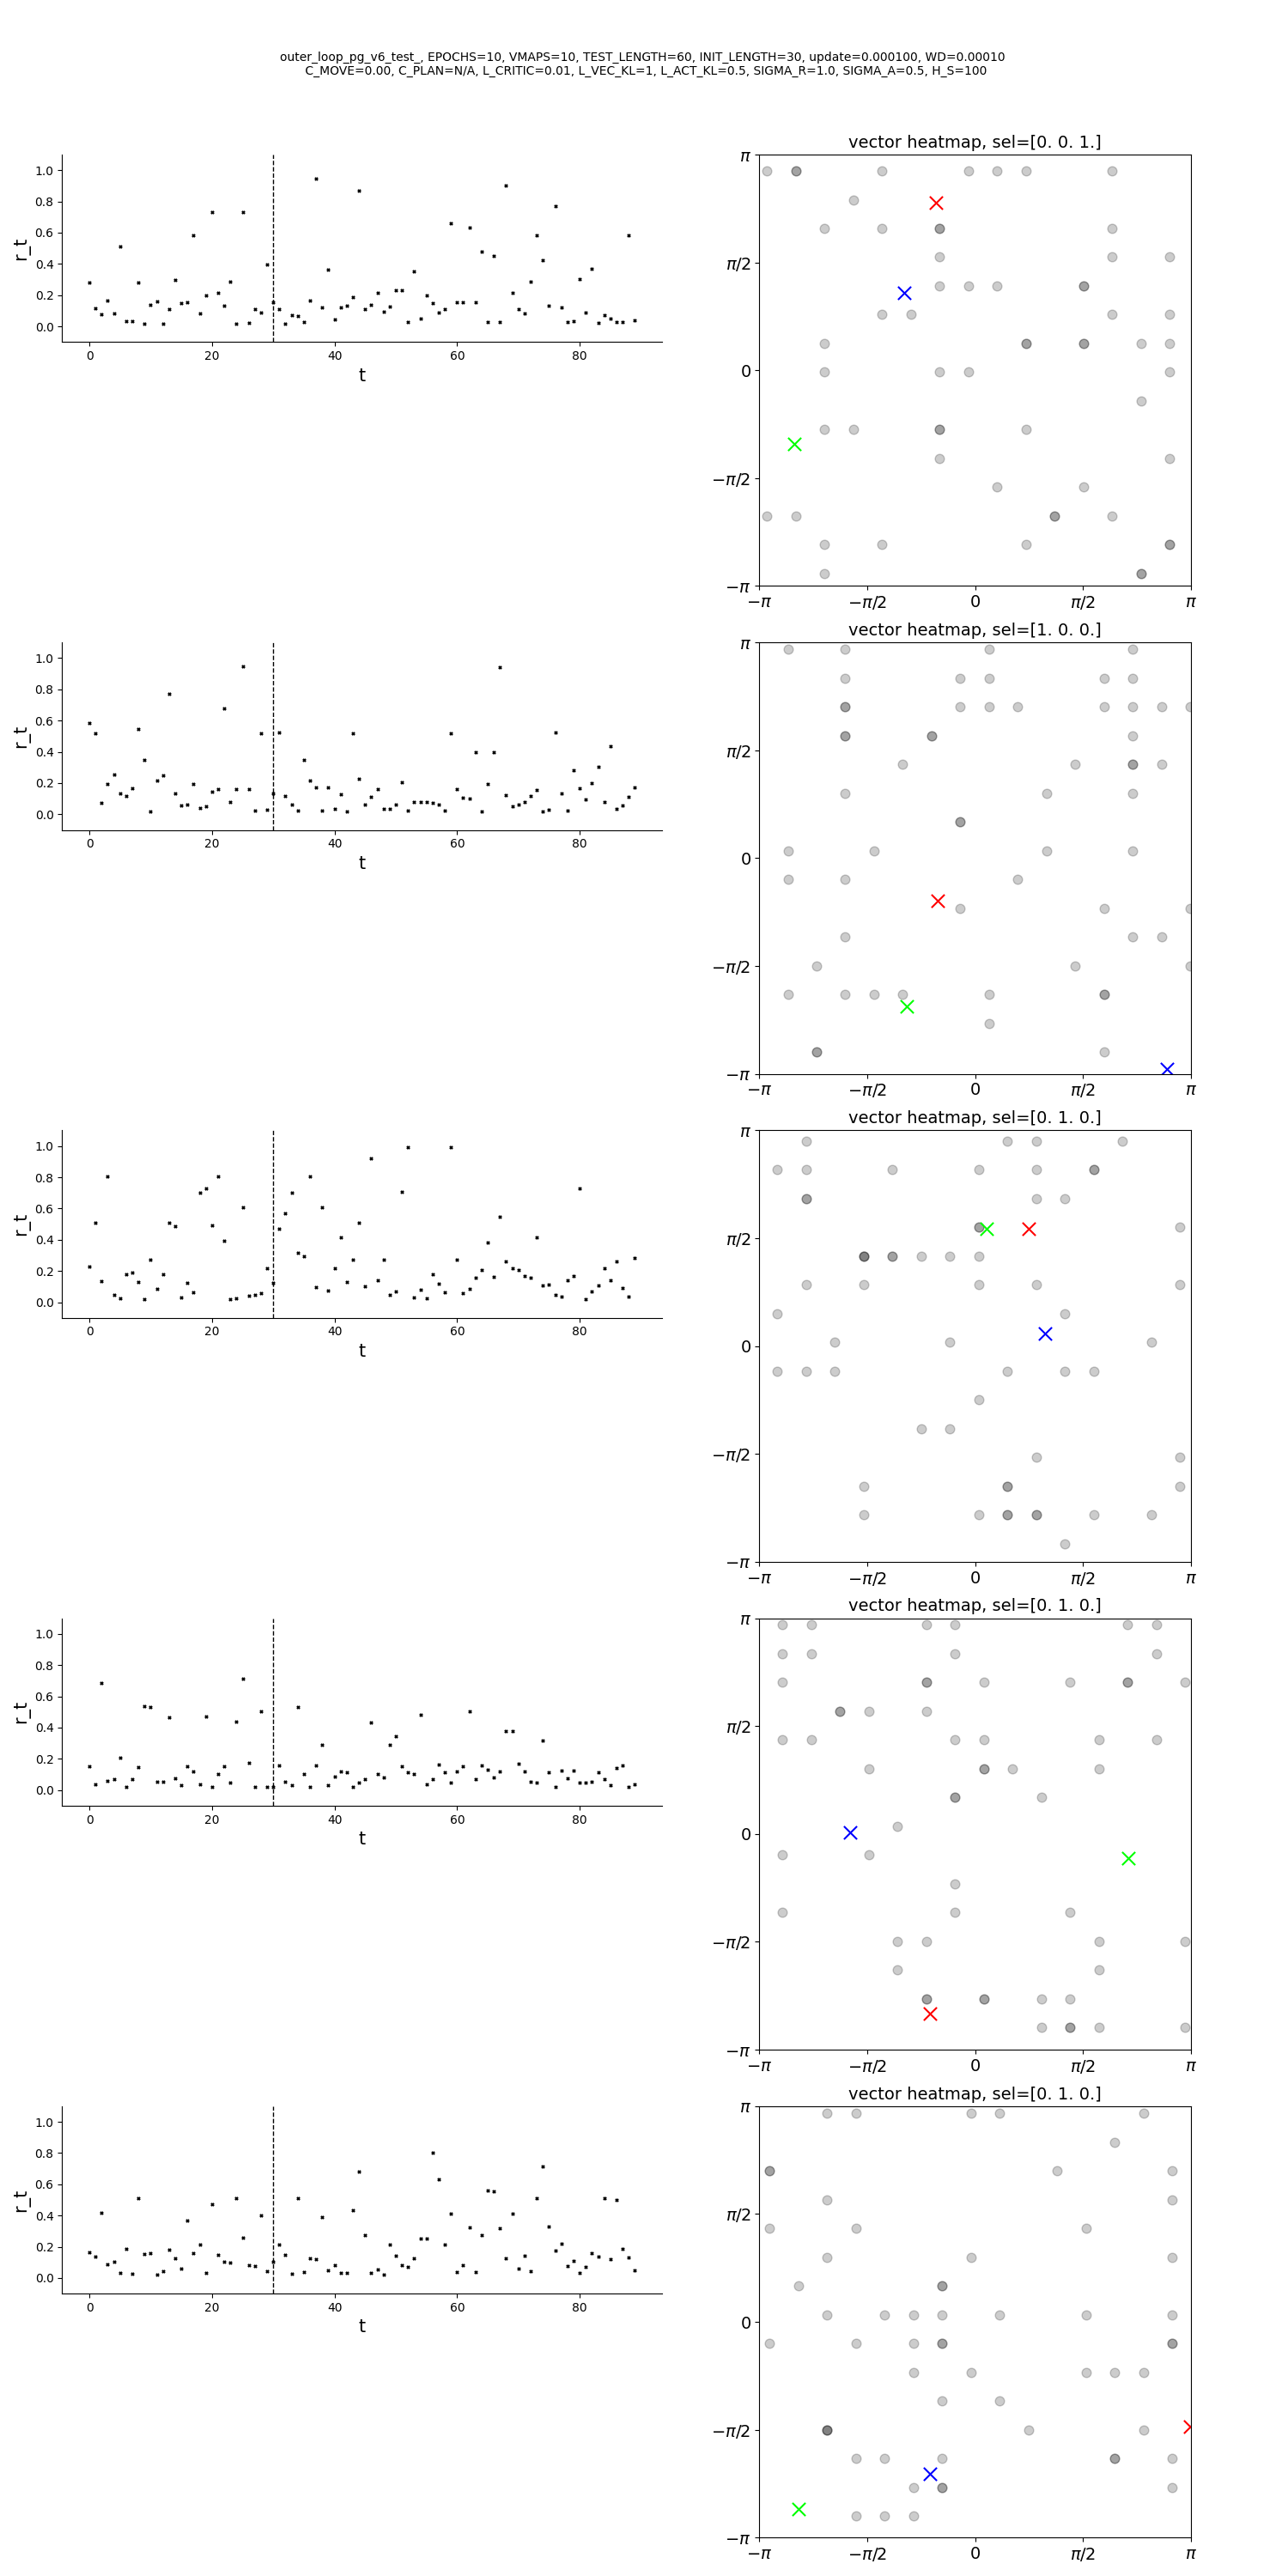 outer_loop_pg_v6_test_, EPOCHS=10, VMAPS=10, TEST_LENGTH=60, INIT_LENGTH=30, update=0.000100, WD=0.00010
C_MOVE=0.00, C_PLAN=N/A, L_CRITIC=0.01, L_VEC_KL=1, L_ACT_KL=0.5, SIGMA_R=1.0, SIGMA_A=0.5, H_S=100
1.0
0.8
0.6
0.4
0.2
0.0
r_t
0 20 40 60 80
t
vector heatmap, sel=[0. 0. 1.]
π
π/2
0
−π/2
−π
−π −π/2 0 π/2 π
1.0
0.8
0.6
0.4
0.2
0.0
r_t
0 20 40 60 80
t
vector heatmap, sel=[1. 0. 0.]
π
π/2
0
−π/2
−π
−π −π/2 0 π/2 π
1.0
0.8
0.6
0.4
0.2
0.0
r_t
0 20 40 60 80
t
vector heatmap, sel=[0. 1. 0.]
π
π/2
0
−π/2
−π
−π −π/2 0 π/2 π
1.0
0.8
0.6
0.4
0.2
0.0
r_t
0 20 40 60 80
t
vector heatmap, sel=[0. 1. 0.]
π
π/2
0
−π/2
−π
−π −π/2 0 π/2 π
1.0
0.8
0.6
0.4
0.2
0.0
r_t
0 20 40 60 80
t
vector heatmap, sel=[0. 1. 0.]
π
π/2
0
−π/2
−π
−π −π/2 0 π/2 π